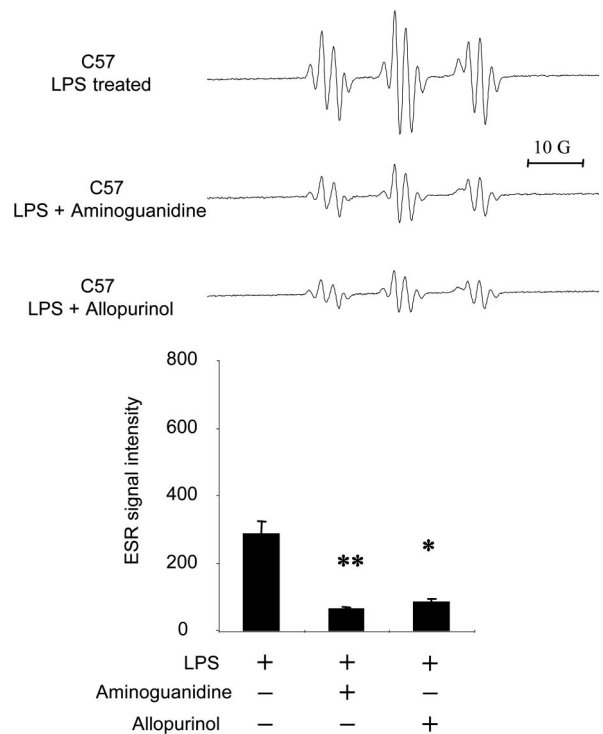 C57
LPS treated
10 G
C57
LPS + Aminoguanidine
C57
LPS + Allopurinol
800
600
400
200
0
ESR signal intensity
**
*
LPS + + +
Aminoguanidine − + −
Allopurinol − − +